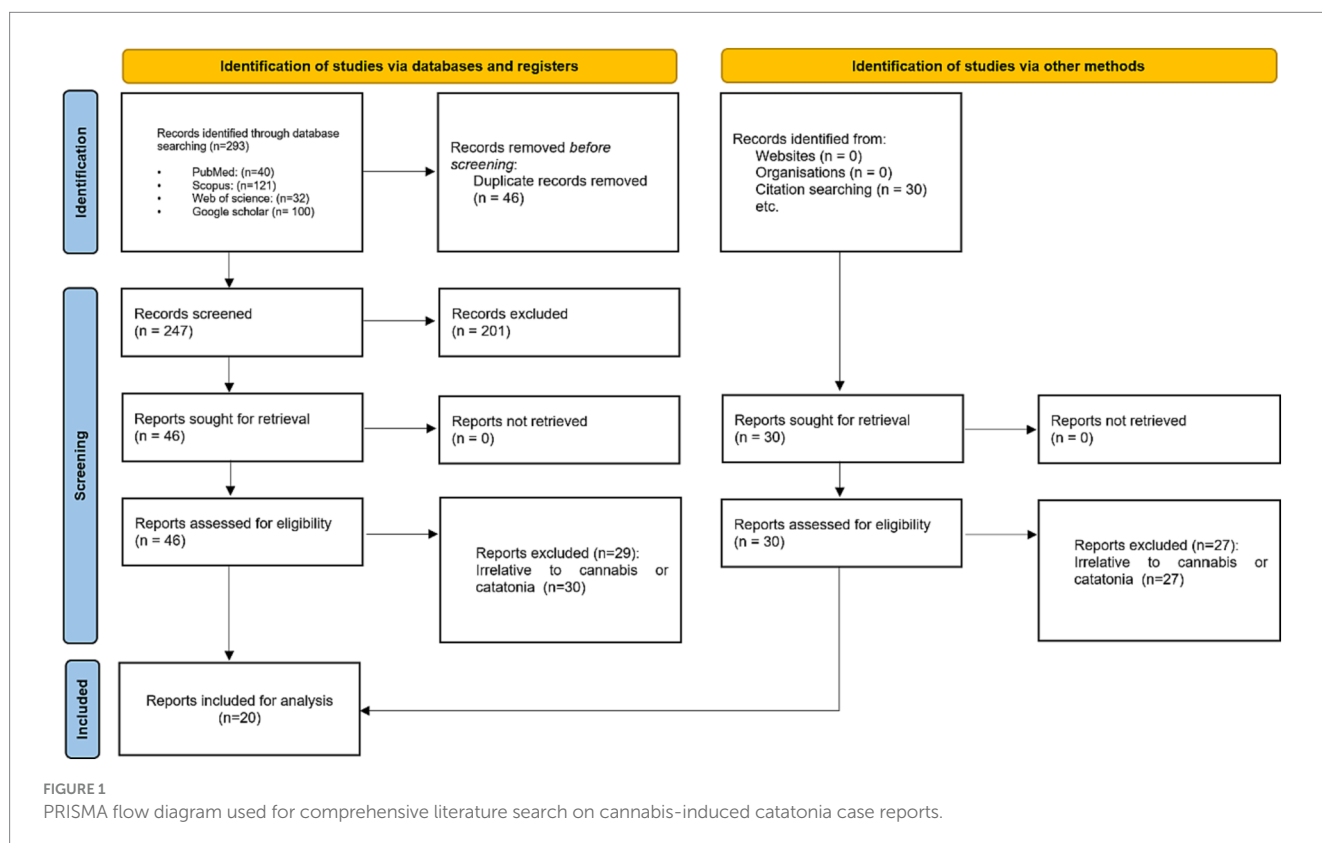 Identification of studies via databases and registers
Identification of studies via other methods
Identification
Records identified through database
searching (n=293)
• PubMed: (n=40)
• Scopus: (n=121)
• Web of science: (n=32)
• Google scholar (n= 100)
Records removed before
screening:
Duplicate records removed
(n = 46)
Records identified from:
Websites (n = 0)
Organisations (n = 0)
Citation searching (n = 30)
etc.
Screening
Records screened
(n = 247)
Records excluded
(n = 201)
Reports sought for retrieval
(n = 46)
Reports not retrieved
(n = 0)
Reports sought for retrieval
(n = 30)
Reports not retrieved
(n = 0)
Reports assessed for eligibility
(n = 46)
Reports excluded (n=29):
Irrelative to cannabis or
catatonia (n=30)
Reports assessed for eligibility
(n = 30)
Reports excluded (n=27):
Irrelative to cannabis or
catatonia (n=27)
Included
Reports included for analysis
(n=20)
FIGURE 1
PRISMA flow diagram used for comprehensive literature search on cannabis-induced catatonia case reports.